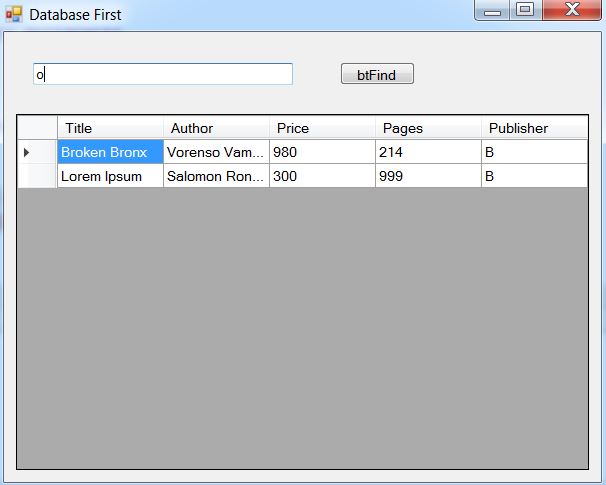 Database First
o
btFind
Title Author Price Pages Publisher
Broken Bronx Vorenso Vam... 980 214 B
Lorem Ipsum Salomon Ron... 300 999 B